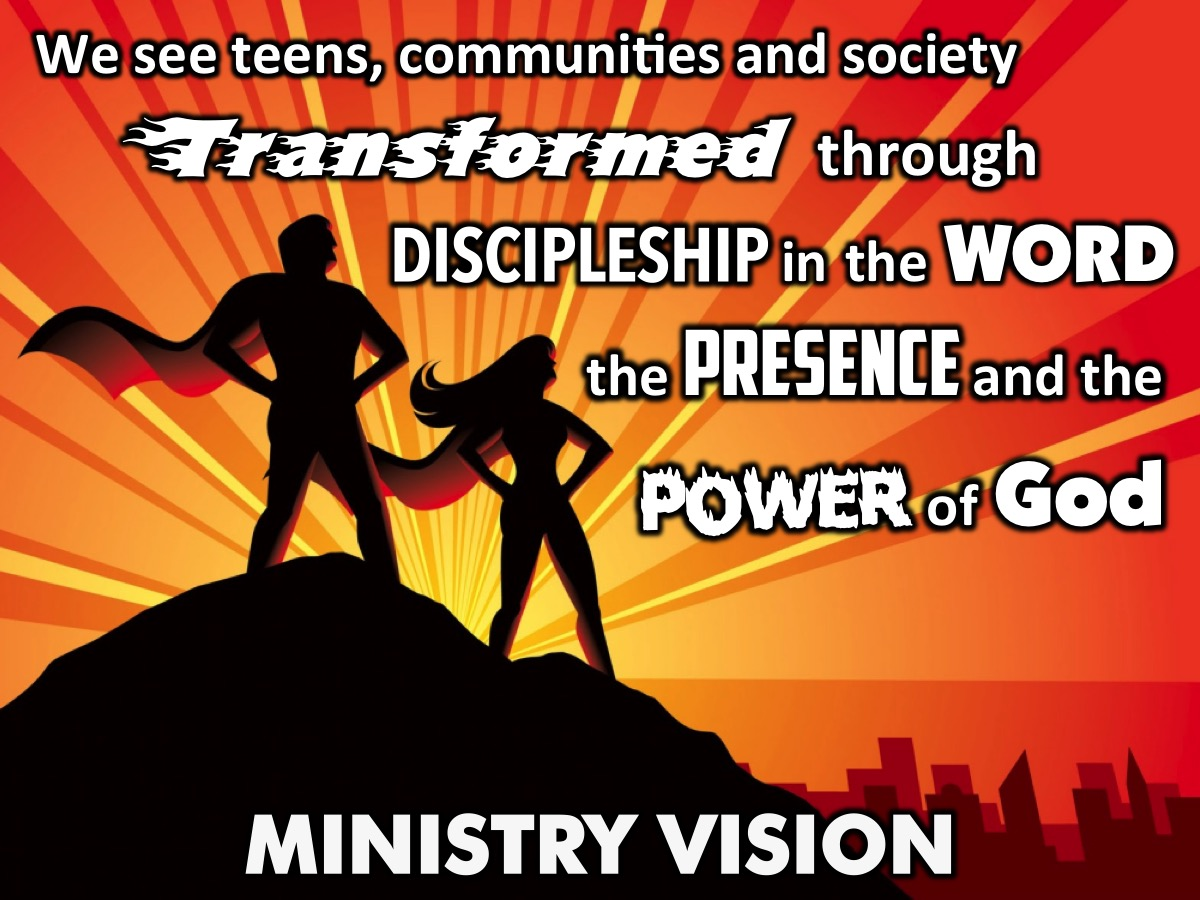 We see teens, communities and society
Transformed through
DISCIPLESHIP in the WORD
the PRESENCE and the
POWER of God
MINISTRY VISION